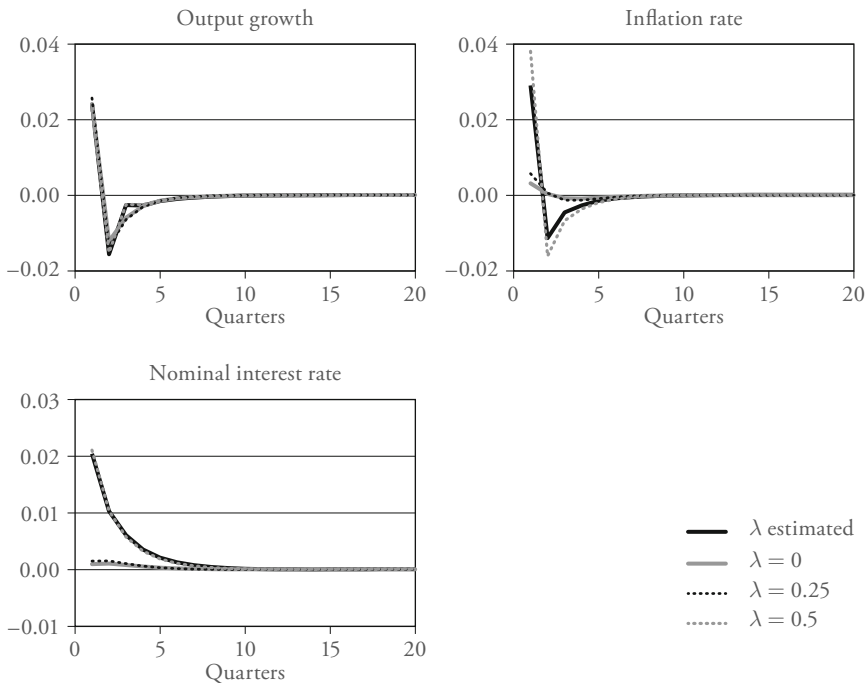 Output growth
0.04
0.02
0.00
−0.02
0
5
10
15
20
Quarters
Inflation rate
0.04
0.02
0.00
−0.02
0
5
10
15
20
Quarters
Nominal interest rate
0.03
0.02
0.01
0.00
−0.01
0
5
10
15
20
Quarters
λ estimated
λ = 0
λ = 0.25
λ = 0.5